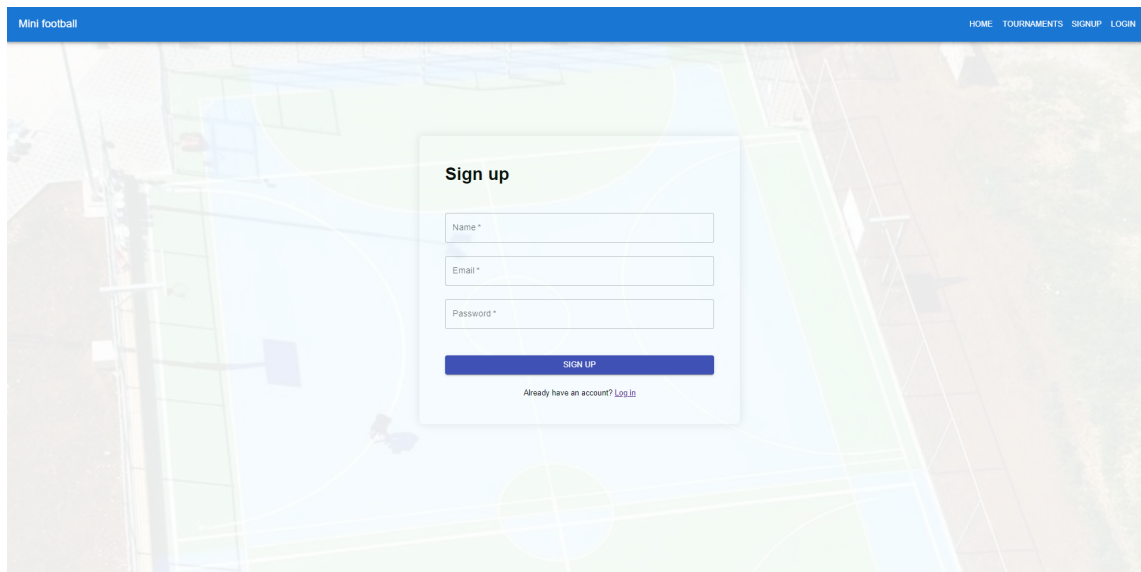 Mini football
HOME TOURNAMENTS SIGNUP LOGIN
Sign up
Name *
Email *
Password *
SIGN UP
Already have an account? Log in